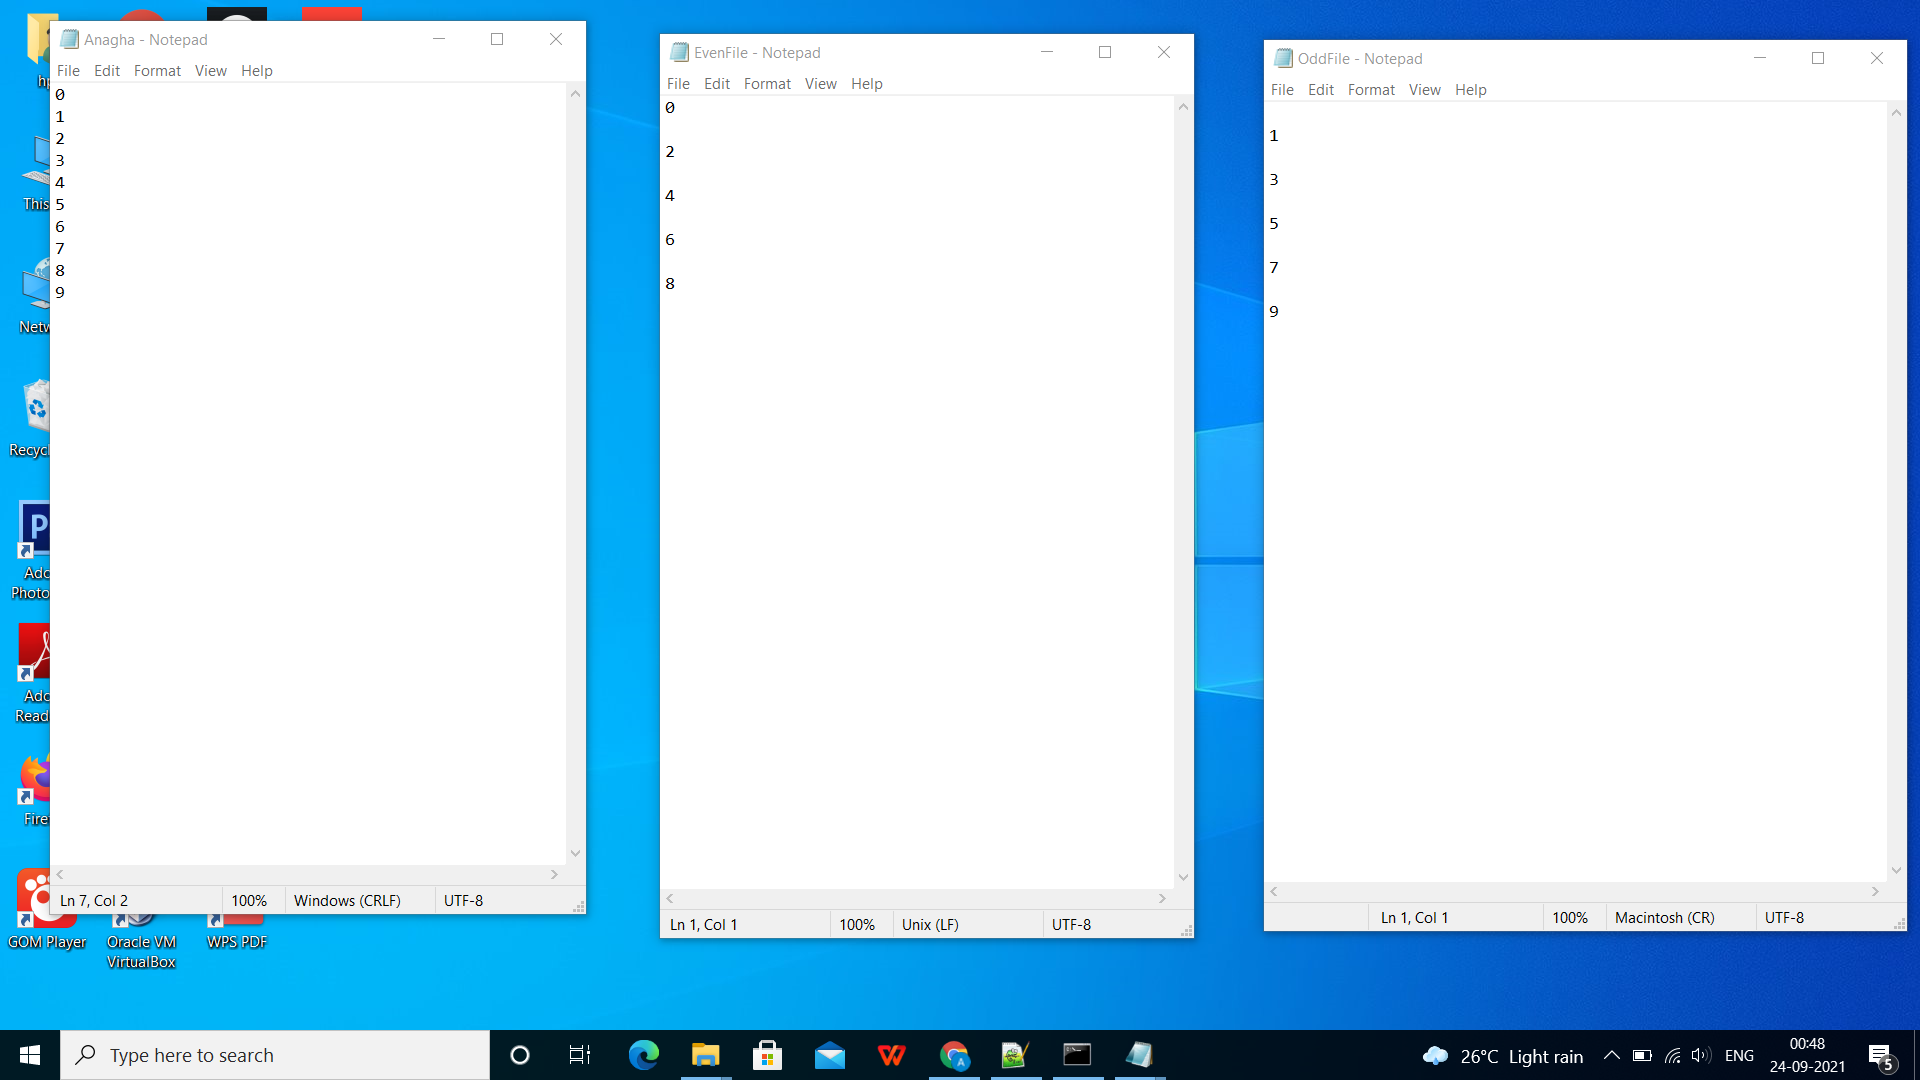 Anagha - Notepad
File Edit Format View Help
0
1
2
3
4
5
6
7
8
9
Ln 7, Col 2 100% Windows (CRLF) UTF-8
EvenFile - Notepad
File Edit Format View Help
0
2
4
6
8
Ln 1, Col 1 100% Unix (LF) UTF-8
OddFile - Notepad
File Edit Format View Help
1
3
5
7
9
Ln 1, Col 1 100% Macintosh (CR) UTF-8
hp
This
Netw
Recycl
Adc
Photo
Adc
Read
Firef
GOM Player
Oracle VM
VirtualBox
WPS PDF
Type here to search
26°C Light rain
ENG
00:48
24-09-2021
5